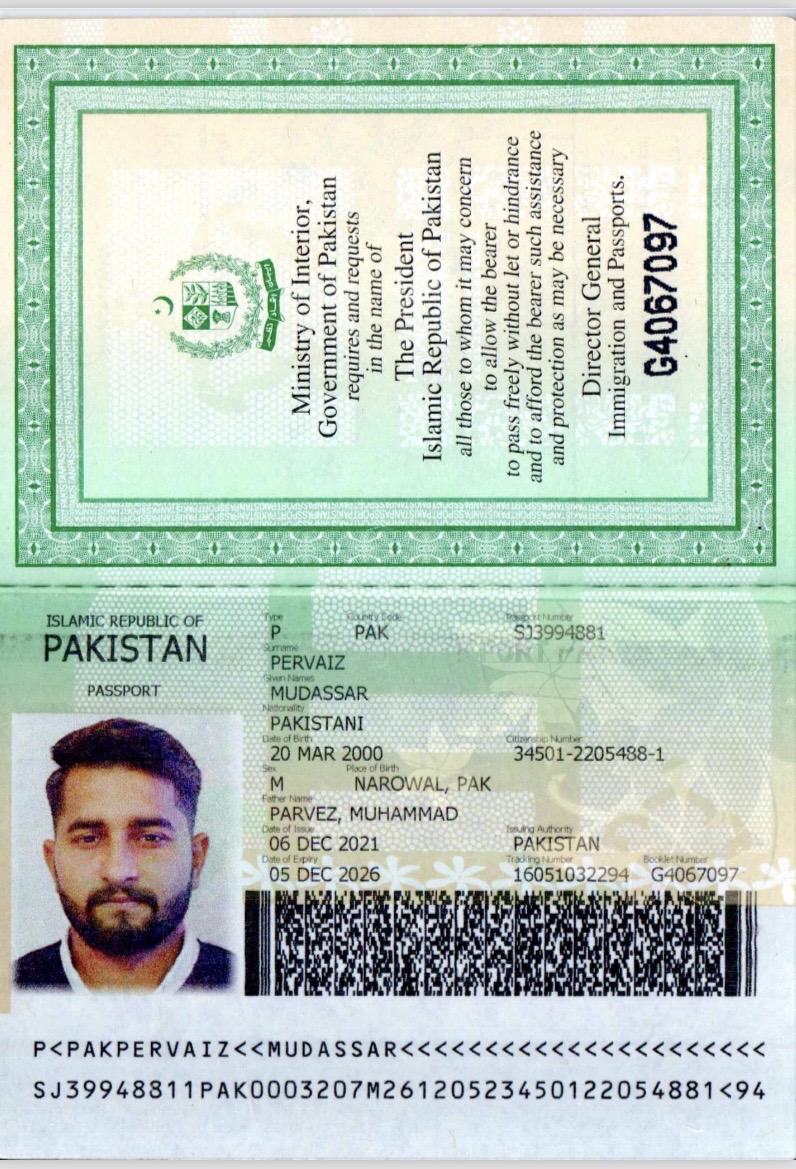 Ministry of Interior,
Government of Pakistan
requires and requests
in the name of
The President
Islamic Republic of Pakistan
all those to whom it may concern
to allow the bearer
to pass freely without let or hindrance
and to afford the bearer such assistance
and protection as may be necessary
Director General
Immigration and Passports.
G4067097
ISLAMIC REPUBLIC OF
PAKISTAN
PASSPORT
Type Country Code Passport Number
P PAK SJ3994881
Surname
PERVAIZ
Given Names
MUDASSAR
Nationality
PAKISTANI
Date of Birth Citizenship Number
20 MAR 2000 34501-2205488-1
Sex Place of Birth
M NAROWAL, PAK
Father Name
PARVEZ, MUHAMMAD
Date of Issue Issuing Authority
06 DEC 2021 PAKISTAN
Date of Expiry Tracking Number Booklet Number
05 DEC 2026 16051032294 G4067097
P<PAKPERVAIZ<<MUDASSAR<<<<<<<<<<<<<<<<<<<<<<
SJ39948811PAK0003207M26120523450122054881<94